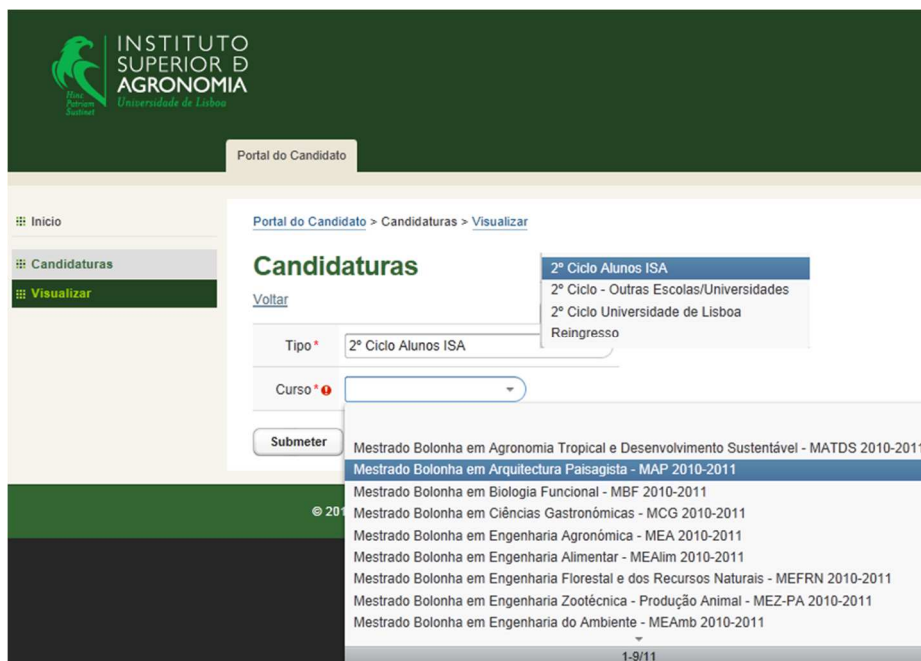 INSTITUTO
SUPERIOR Ð
AGRONOMIA
Universidade de Lisboa
Hinc
Patriam
Sustinet
Portal do Candidato
Início
Portal do Candidato > Candidaturas > Visualizar
Candidaturas
Visualizar
Candidaturas
Voltar
2º Ciclo Alunos ISA
2º Ciclo - Outras Escolas/Universidades
2º Ciclo Universidade de Lisboa
Reingresso
Tipo * 2º Ciclo Alunos ISA
Curso *
Submeter
Mestrado Bolonha em Agronomia Tropical e Desenvolvimento Sustentável - MATDS 2010-2011
Mestrado Bolonha em Arquitectura Paisagista - MAP 2010-2011
Mestrado Bolonha em Biologia Funcional - MBF 2010-2011
Mestrado Bolonha em Ciências Gastronómicas - MCG 2010-2011
Mestrado Bolonha em Engenharia Agronómica - MEA 2010-2011
Mestrado Bolonha em Engenharia Alimentar - MEAlim 2010-2011
Mestrado Bolonha em Engenharia Florestal e dos Recursos Naturais - MEFRN 2010-2011
Mestrado Bolonha em Engenharia Zootécnica - Produção Animal - MEZ-PA 2010-2011
Mestrado Bolonha em Engenharia do Ambiente - MEAmb 2010-2011
1-9/11
© 201